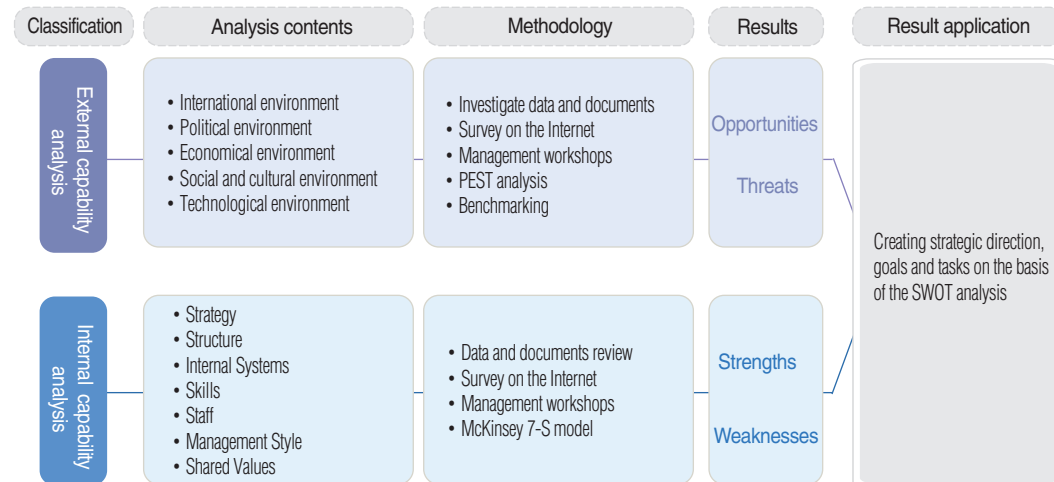 Classification
Analysis contents
Methodology
Results
Result application
External capability
analysis
• International environment
• Political environment
• Economical environment
• Social and cultural environment
• Technological environment
• Investigate data and documents
• Survey on the Internet
• Management workshops
• PEST analysis
• Benchmarking
Opportunities
Threats
Internal capability
analysis
• Strategy
• Structure
• Internal Systems
• Skills
• Staff
• Management Style
• Shared Values
• Data and documents review
• Survey on the Internet
• Management workshops
• McKinsey 7-S model
Strengths
Weaknesses
Creating strategic direction,
goals and tasks on the basis
of the SWOT analysis